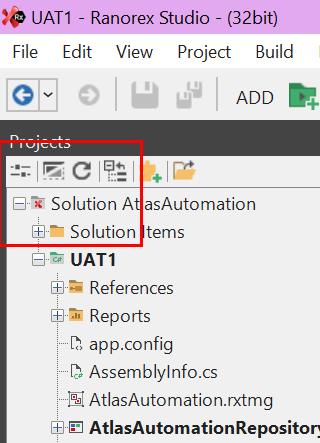 Rx UAT1 - Ranorex Studio - (32bit)
File Edit View Project Build
ADD
Projects
Solution AtlasAutomation
Solution Items
C# UAT1
References
Reports
app.config
AssemblyInfo.cs
AtlasAutomation.rxtmg
AtlasAutomationRepository